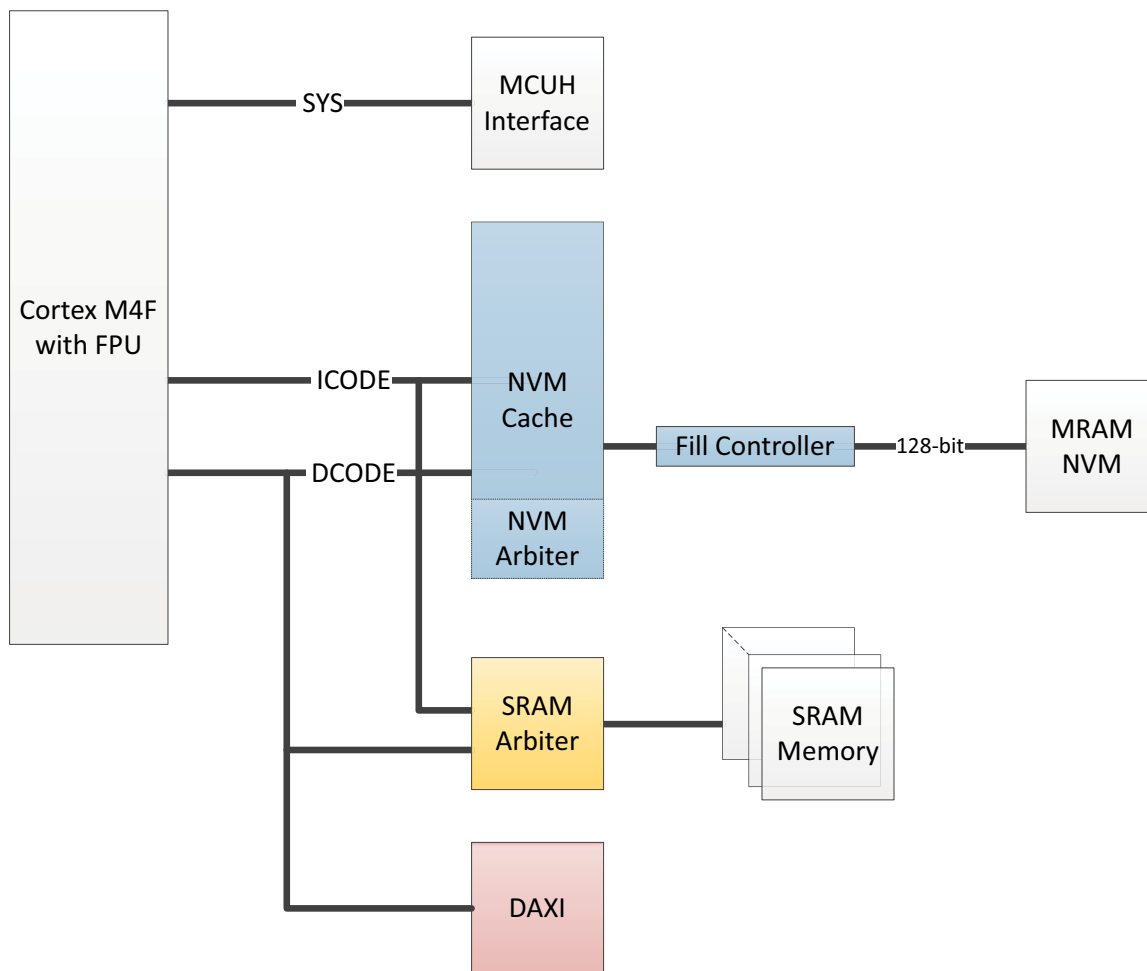 MCUH
Interface
SYS
Cortex M4F
with FPU
ICODE
NVM
Cache
DCODE
Fill Controller
128-bit
MRAM
NVM
NVM
Arbiter
SRAM
Arbiter
SRAM
Memory
DAXI